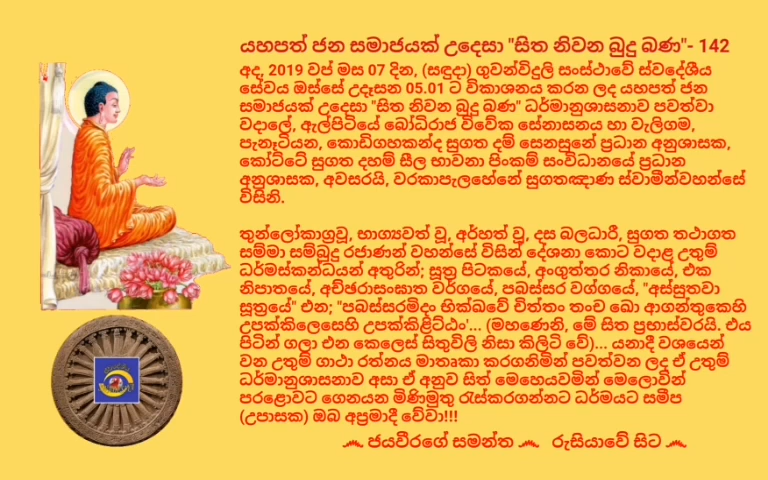 යහපත් ජන සමාජයක් උදෙසා "සිත නිවන බුදු බණ"- 142
අද, 2019 වප් මස 07 දින, (සඳුදා) ගුවන්විදුලි සංස්ථාවේ ස්වදේශීය
සේවය ඔස්සේ උදෑසන 05.01 ට විකාශනය කරන ලද යහපත් ජන
සමාජයක් උදෙසා "සිත නිවන බුදු බණ" ධර්මානුශාසනාව පවත්වා
වදාලේ, ඇල්පිටියේ බෝධිරාජ විවේක සේනාසනය හා වැලිගම,
පැනෑටියන, කොඩිගහකන්ද සුගත දම් සෙනසුනේ ප්‍රධාන අනුශාසක,
කෝට්ටේ සුගත දහම් සීල භාවනා පිංකම් සංවිධානයේ ප්‍රධාන
අනුශාසක, අවසරයි, වරකාපැලහේනේ සුගතඤාණ ස්වාමීන්වහන්සේ
විසිනි.
තුන්ලෝකාග්‍රවූ, භාග්‍යවත් වූ, අර්හත් වූ, දස බලධාරී, සුගත තථාගත
සම්මා සම්බුදු රජාණන් වහන්සේ විසින් දේශනා කොට වදාළ උතුම්
ධර්මස්කන්ධයන් අතුරින්; සූත්‍ර පිටකයේ, අංගුත්තර නිකායේ, එක
නිපාතයේ, අච්ඡරාසංඝාත වර්ගයේ, පබස්සර වග්ගයේ, "අස්සුතවා
සූත්‍රයේ" එන; "පබස්සරමිදං භික්ඛවේ චිත්තං තංච ඛො ආගන්තුකෙහි
උපක්කිලෙසෙහි උපක්කිළිට්ඨං'... (මහණෙනි, මේ සිත ප්‍රභාස්වරයි. එය
පිටින් ගලා එන කෙලෙස් සිතුවිලි නිසා කිලිටි වේ)... යනාදී වශයෙන්
වන උතුම් ගාථා රත්නය මාතෘකා කරගනිමින් පවත්වන ලද ඒ උතුම්
ධර්මානුශාසනාව අසා ඒ අනුව සිත් මෙහෙයවමින් මෙලොවින්
පරළොවට ගෙනයන මිණිමුතු රැස්කරගන්නට ධර්මයට සමීප
(උපාසක) ඔබ අප්‍රමාදී වේවා!!!
ජයවීරගේ සමන්ත රුසියාවේ සිට